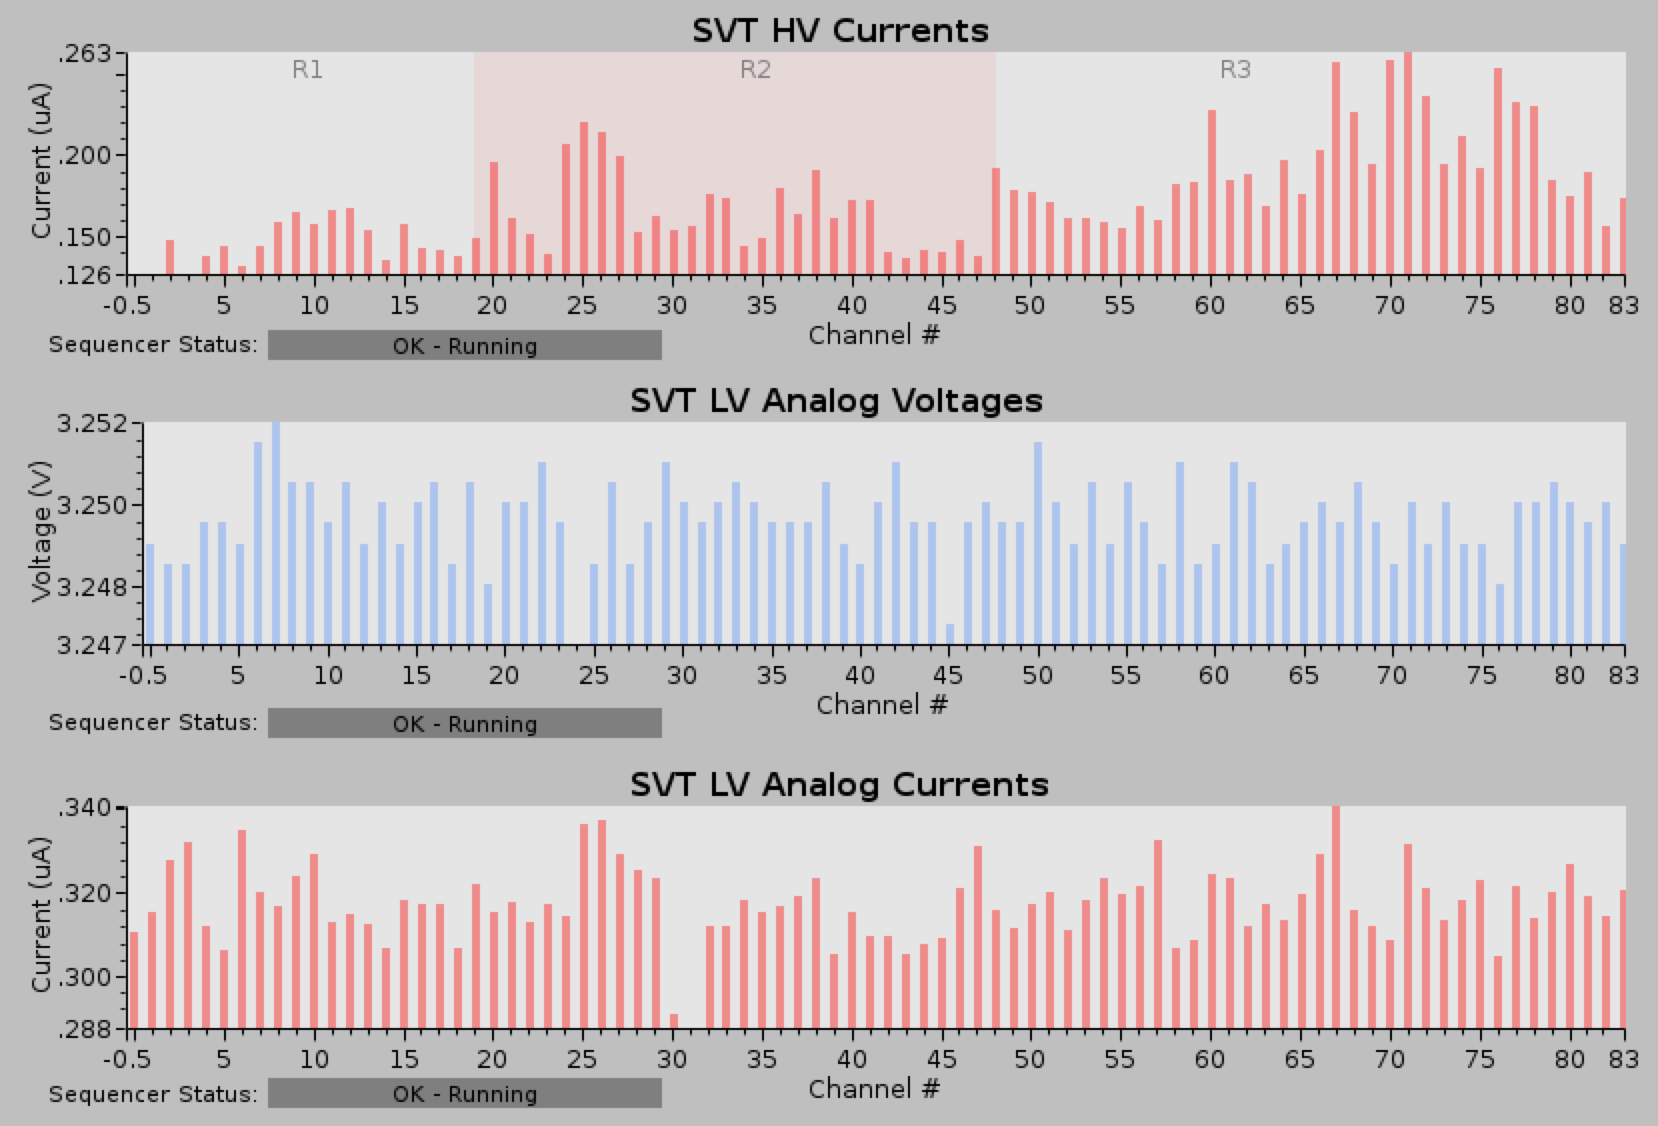 SVT HV Currents
.263
R1 R2 R3
.200
.150
.126
Current (uA)
-0.5 5 10 15 20 25 30 35 40 45 50 55 60 65 70 75 80 83
Channel #
Sequencer Status: OK - Running
SVT LV Analog Voltages
3.252
3.250
3.248
3.247
Voltage (V)
-0.5 5 10 15 20 25 30 35 40 45 50 55 60 65 70 75 80 83
Channel #
Sequencer Status: OK - Running
SVT LV Analog Currents
.340
.320
.300
.288
Current (uA)
-0.5 5 10 15 20 25 30 35 40 45 50 55 60 65 70 75 80 83
Channel #
Sequencer Status: OK - Running